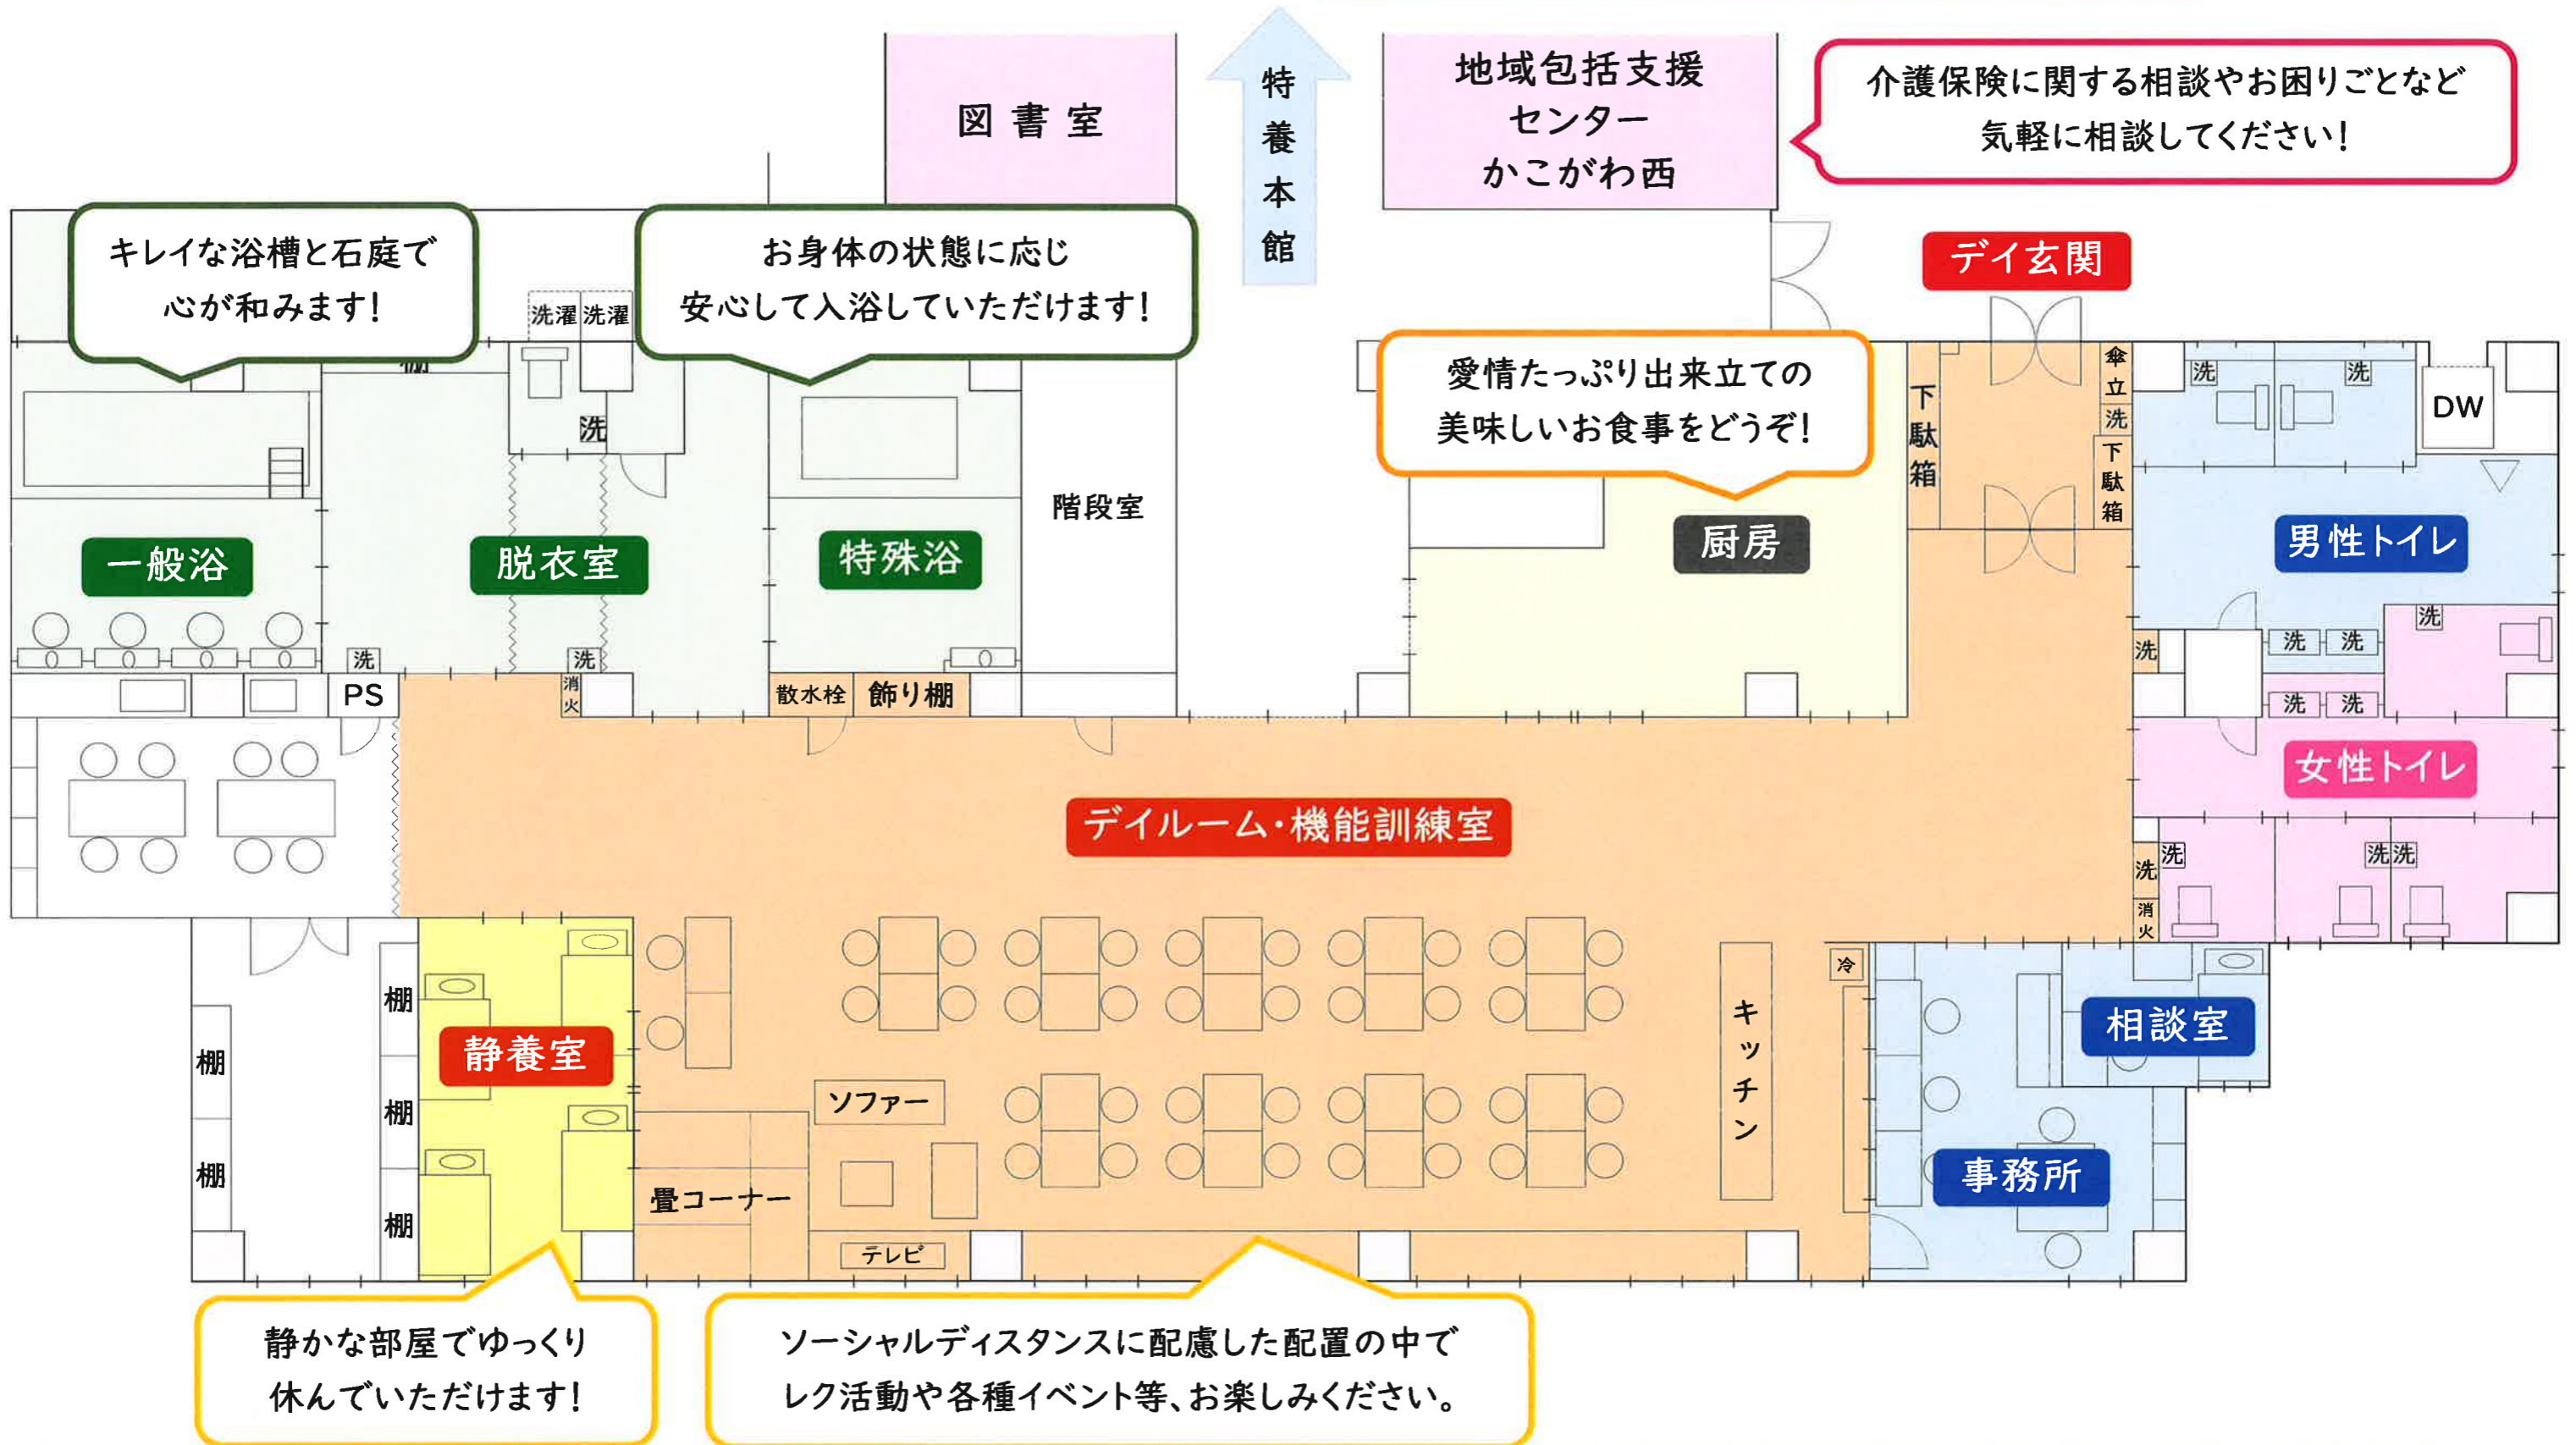 図書室
特養本館
地域包括支援
センター
かこがわ西
介護保険に関する相談やお困りごとなど
気軽に相談してください！
キレイな浴槽と石庭で
心が和みます！
洗濯
洗濯
お身体の状態に応じ
安心して入浴していただけます！
デイ玄関
愛情たっぷり出来立ての
美味しいお食事をどうぞ！
下駄箱
傘立
洗
下駄箱
洗
洗
DW
洗
階段室
一般浴
脱衣室
特殊浴
厨房
男性トイレ
洗
洗
洗
洗
洗
洗
PS
消火
散水栓
飾り棚
洗
洗
女性トイレ
デイルーム・機能訓練室
洗
洗
洗
洗
消火
冷
棚
棚
棚
棚
棚
静養室
ソファー
畳コーナー
テレビ
キッチン
相談室
事務所
静かな部屋でゆっくり
休んでいただけます！
ソーシャルディスタンスに配慮した配置の中で
レク活動や各種イベント等、お楽しみください。